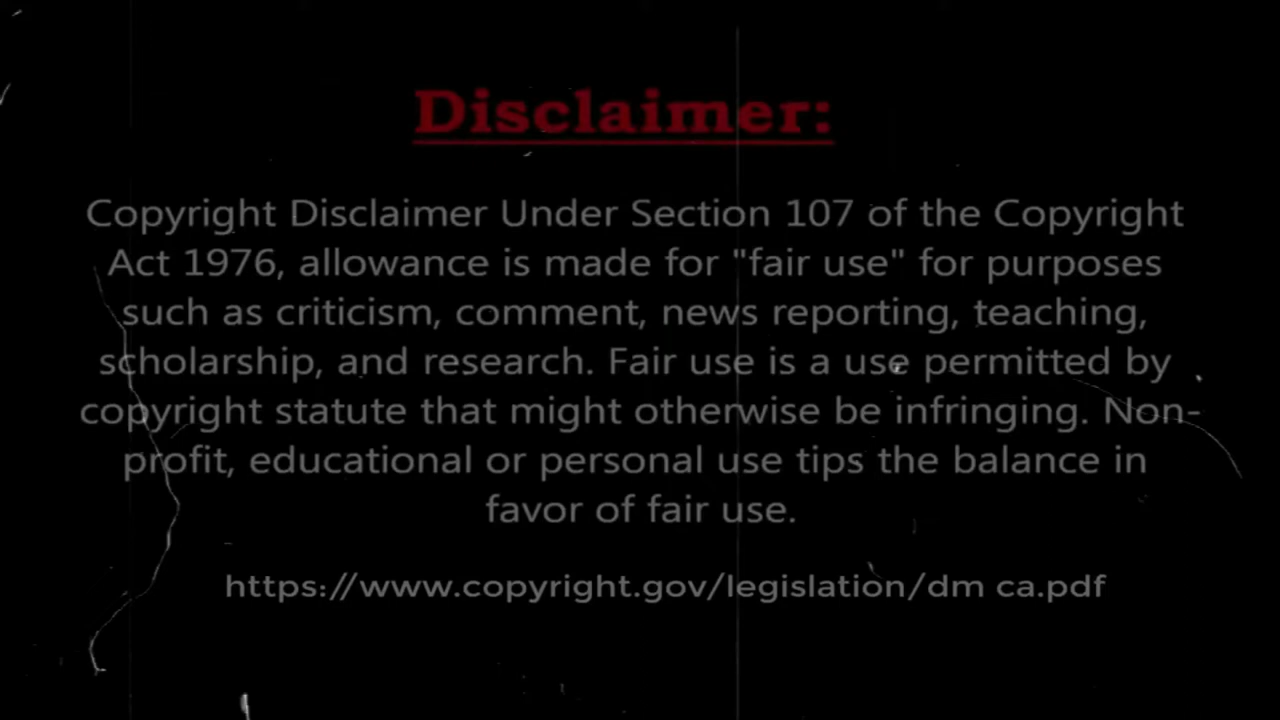 Disclaimer:
Copyright Disclaimer Under Section 107 of the Copyright
Act 1976, allowance is made for "fair use" for purposes
such as criticism, comment, news reporting, teaching,
scholarship, and research. Fair use is a use permitted by
copyright statute that might otherwise be infringing. Non-
profit, educational or personal use tips the balance in
favor of fair use.
https://www.copyright.gov/legislation/dm ca.pdf